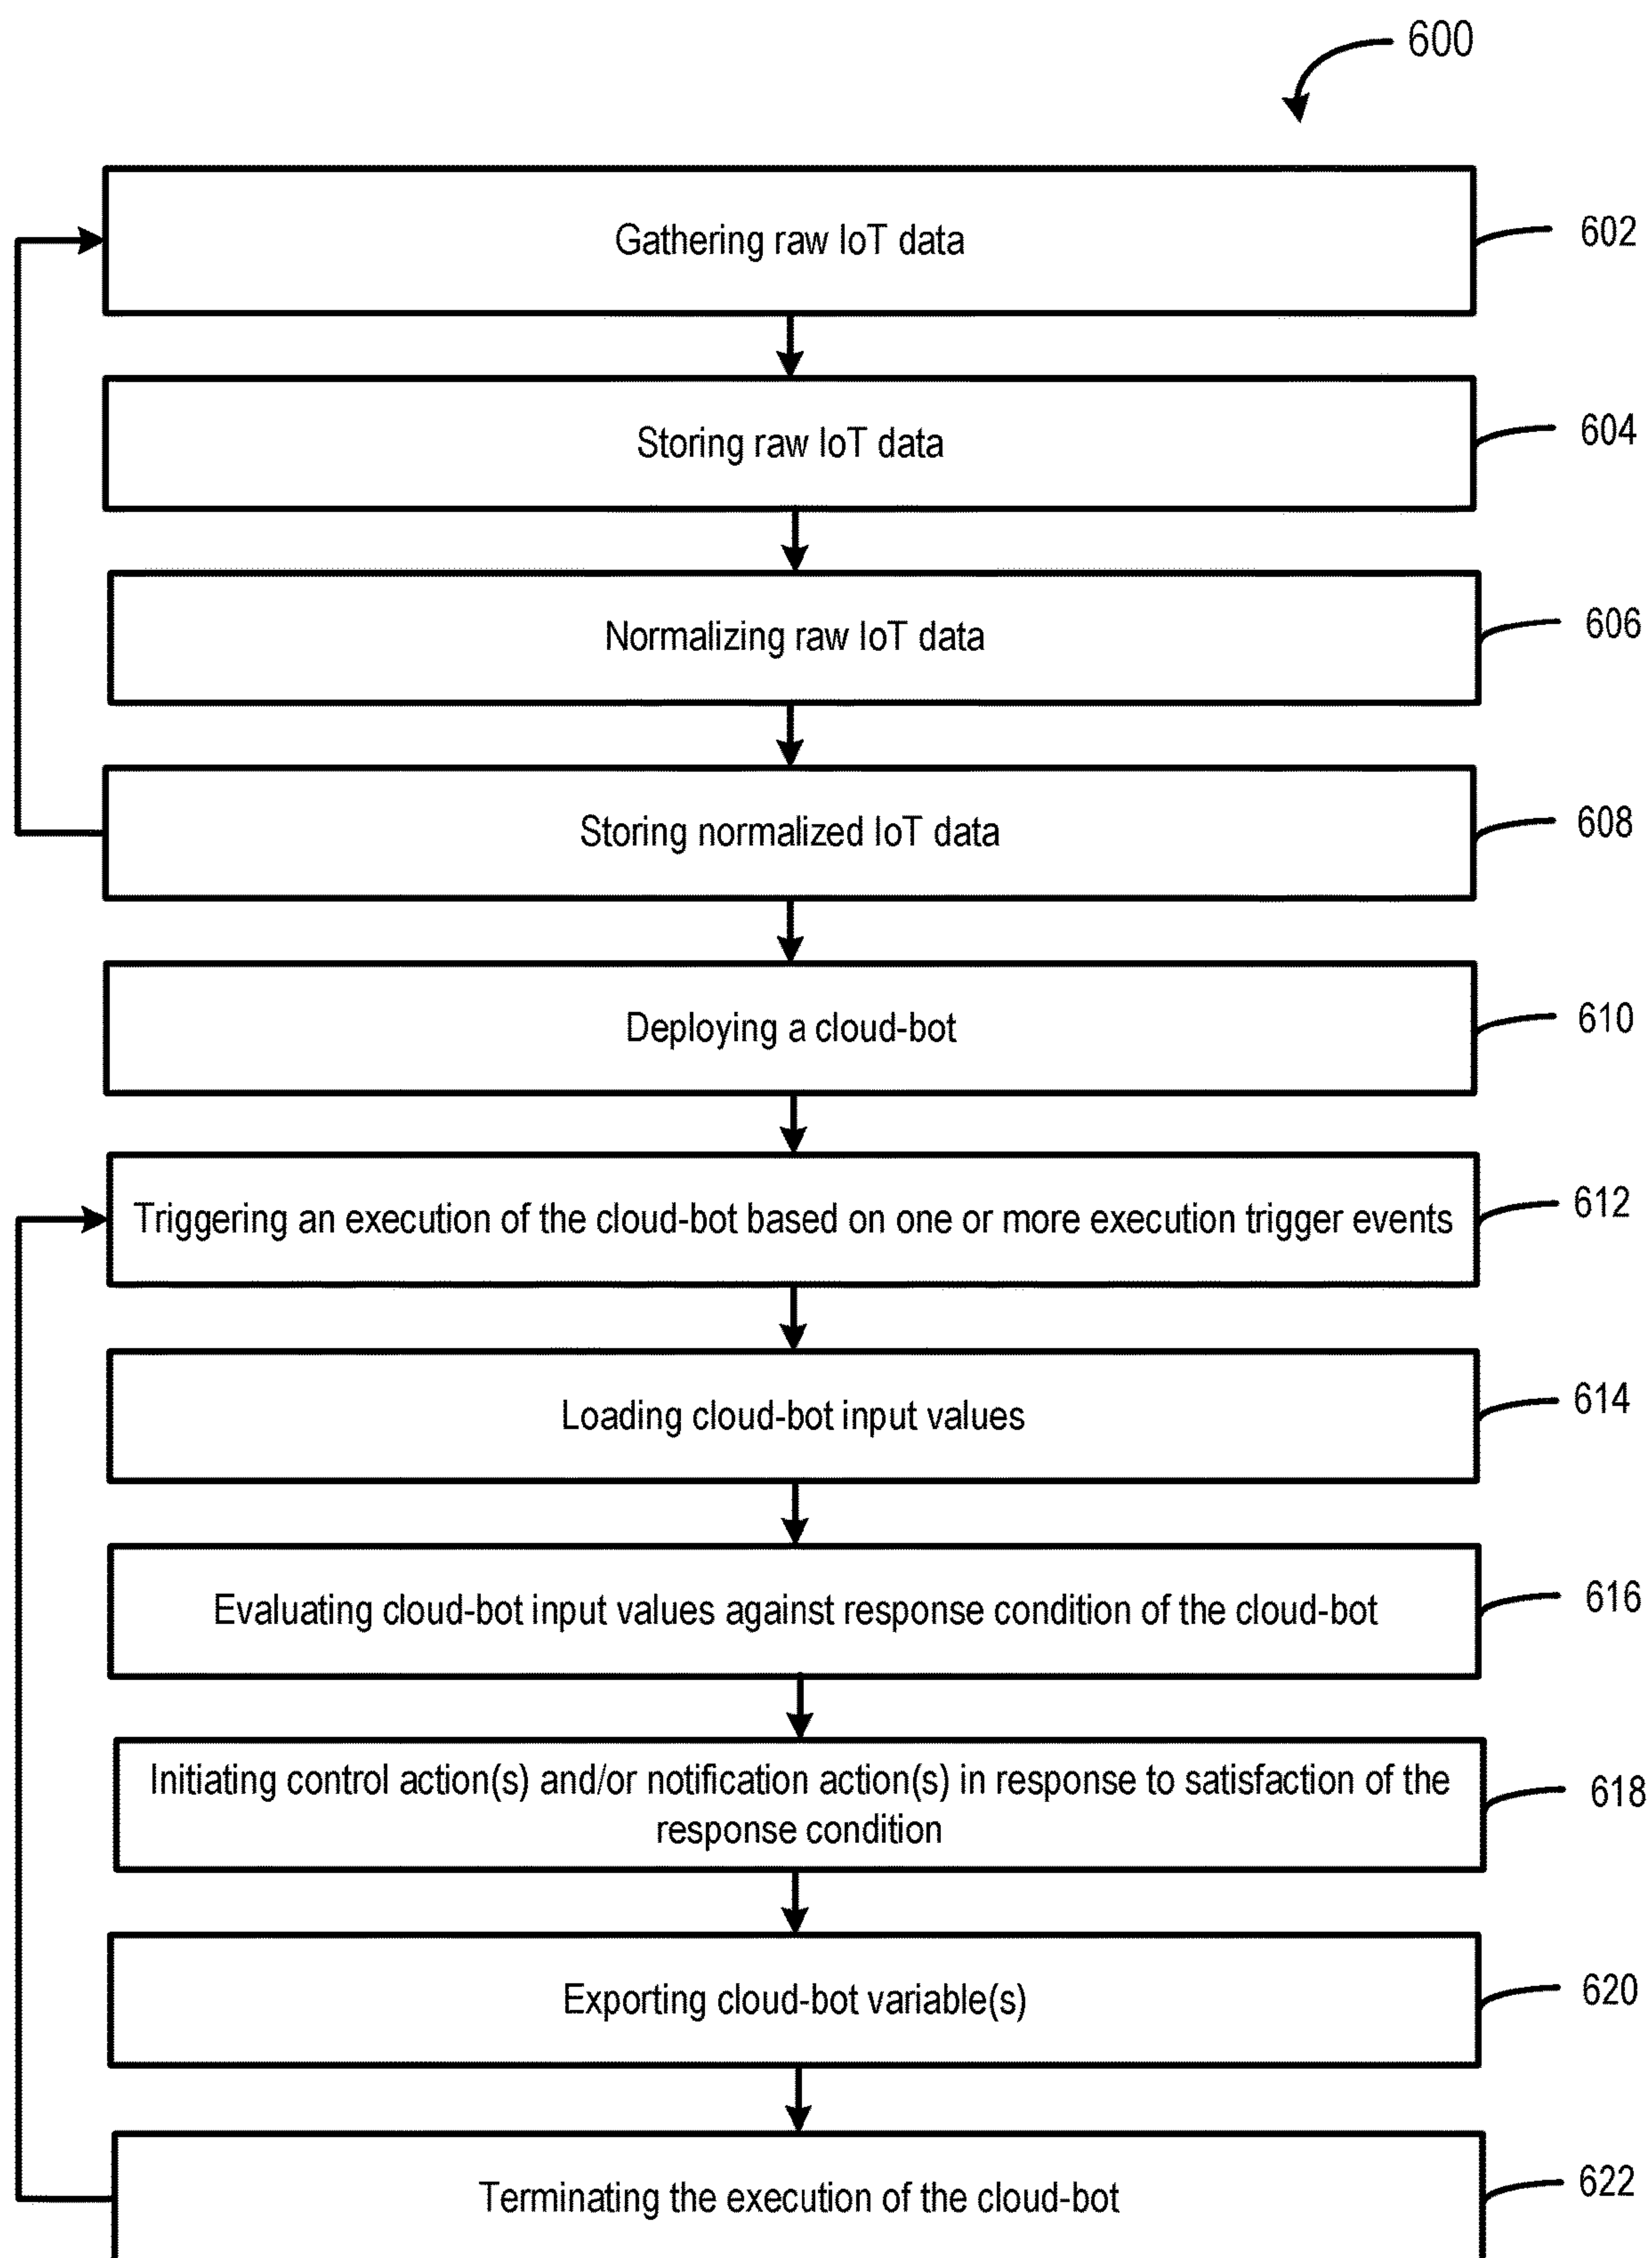 600
Gathering raw IoT data
602
Storing raw IoT data
604
Normalizing raw IoT data
606
Storing normalized IoT data
608
Deploying a cloud-bot
610
Triggering an execution of the cloud-bot based on one or more execution trigger events
612
Loading cloud-bot input values
614
Evaluating cloud-bot input values against response condition of the cloud-bot
616
Initiating control action(s) and/or notification action(s) in response to satisfaction of the
response condition
618
Exporting cloud-bot variable(s)
620
Terminating the execution of the cloud-bot
622